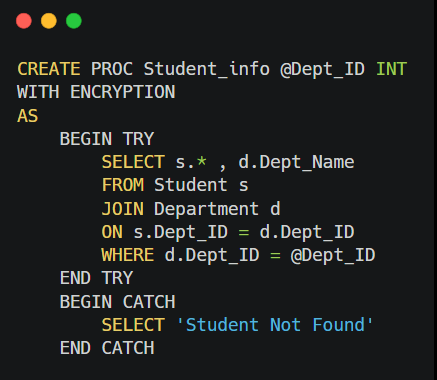 CREATE PROC Student_info @Dept_ID INT
WITH ENCRYPTION
AS
    BEGIN TRY
        SELECT s.* , d.Dept_Name
        FROM Student s
        JOIN Department d
        ON s.Dept_ID = d.Dept_ID
        WHERE d.Dept_ID = @Dept_ID
    END TRY
    BEGIN CATCH
        SELECT 'Student Not Found'
    END CATCH